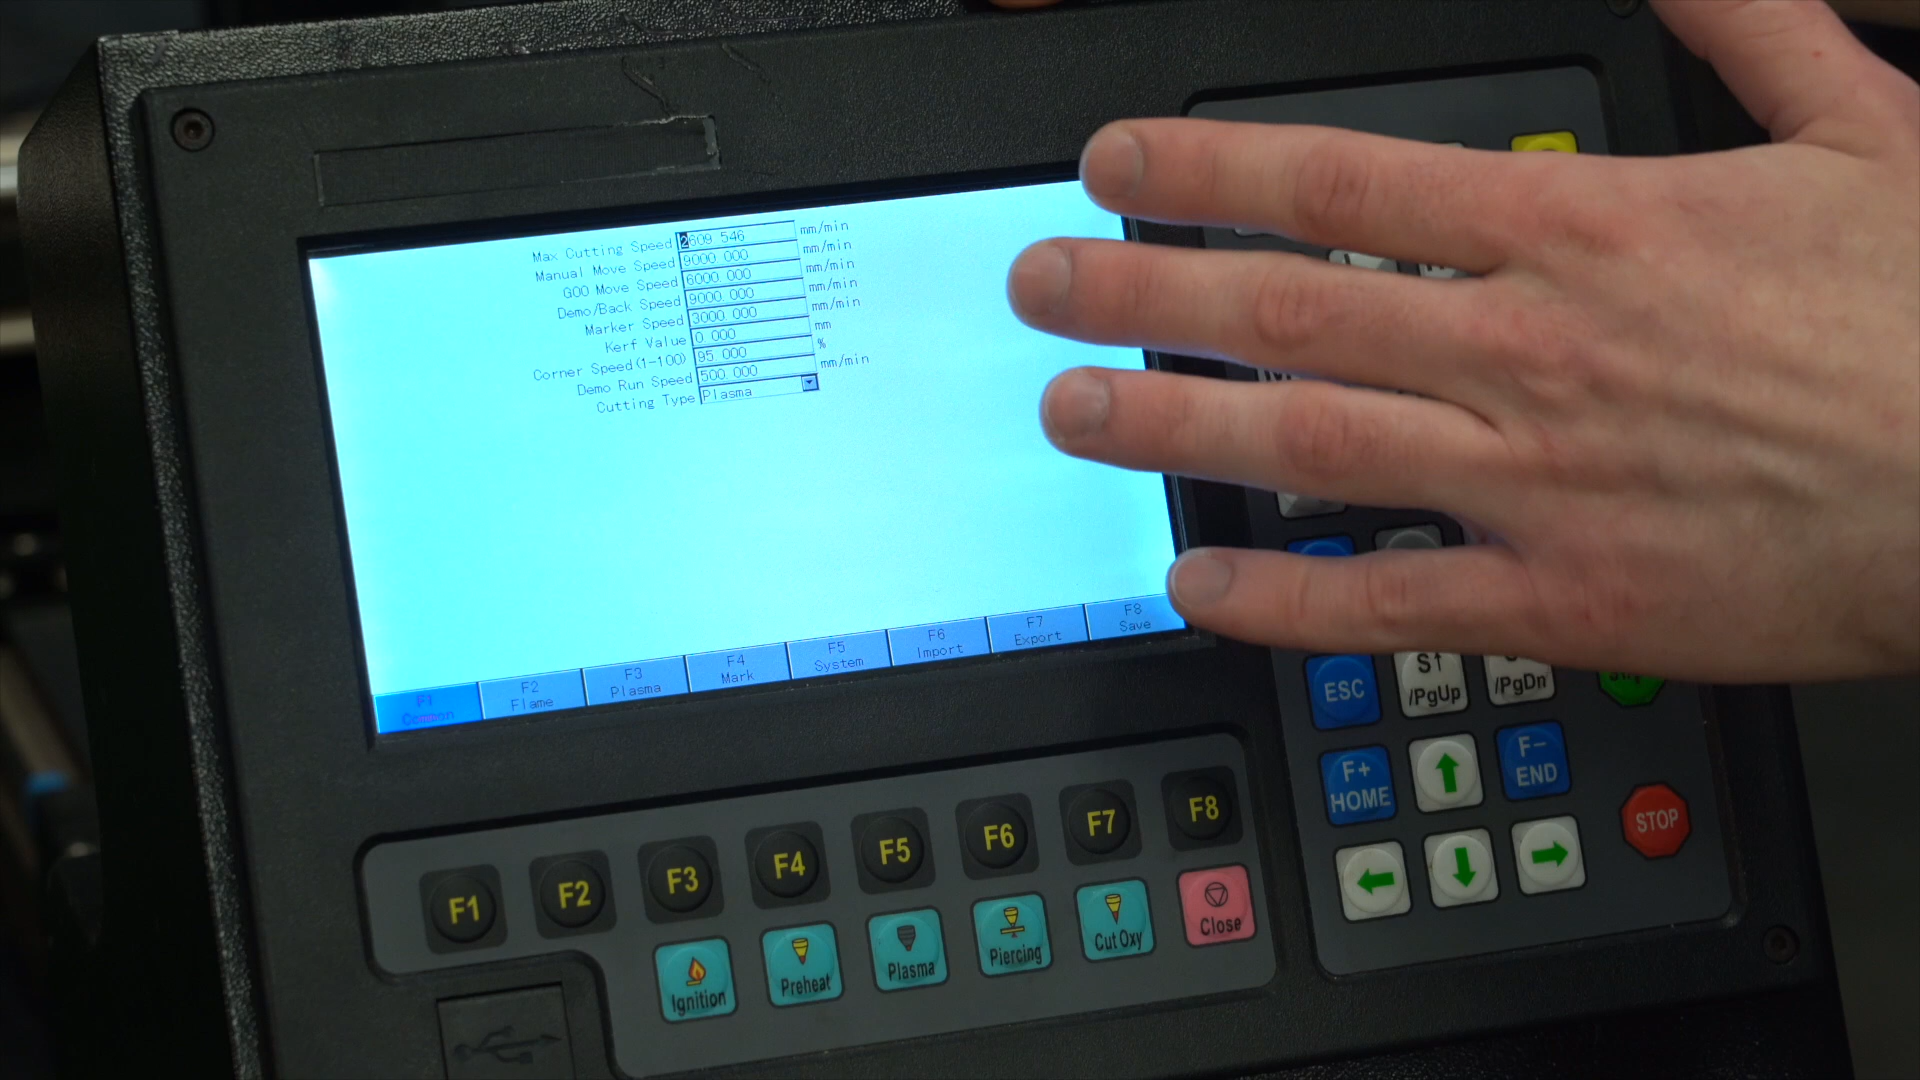 Max Cutting Speed 2609.546 mm/min
Manual Move Speed 9000.000 mm/min
G00 Move Speed 6000.000 mm/min
Demo/Back Speed 9000.000 mm/min
Marker Speed 3000.000 mm/min
Kerf Value 0.000 mm
Corner Speed(1-100) 95.000 %
Demo Run Speed 500.000 mm/min
Cutting Type Plasma
F1 F2 F3 F4 F5 F6 F7 F8
Common Flame Plasma Mark System Import Export Save
ESC S↑ /PgUp /PgDn
F+ HOME ↑ F- END
STOP
← ↓ →
F1 F2 F3 F4 F5 F6 F7 F8
Ignition Preheat Plasma Piercing Cut Oxy Close